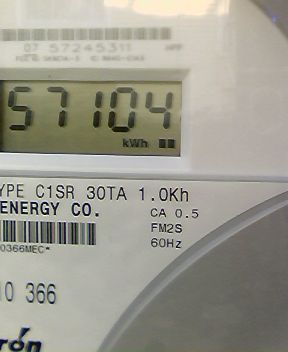 07 57245311
57104
kWh
YPE C1SR 30TA 1.0Kh
ENERGY CO.
CA 0.5
FM2S
60Hz
0366MEC*
10 366
rón